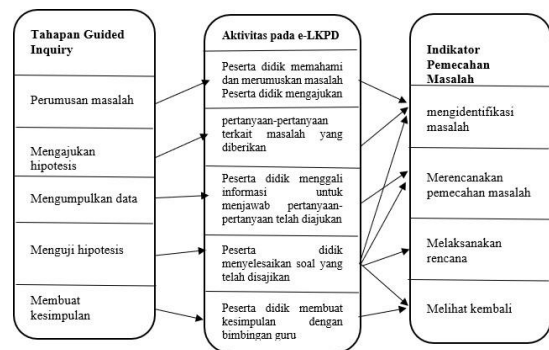 Tahapan Guided
Inquiry
Perumusan masalah
Mengajukan
hipotesis
Mengumpulkan data
Menguji hipotesis
Membuat
kesimpulan
Aktivitas pada e-LKPD
Peserta didik memahami
dan merumuskan masalah
Peserta didik mengajukan
pertanyaan-pertanyaan
terkait masalah yang
diberikan
Peserta didik menggali
informasi untuk
menjawab pertanyaan-
pertanyaan telah diajukan
Peserta didik
menyelesaikan soal yang
telah disajikan
Peserta didik membuat
kesimpulan dengan
bimbingan guru
Indikator
Pemecahan
Masalah
mengidentifikasi
masalah
Merencanakan
pemecahan masalah
Melaksanakan
rencana
Melihat kembali